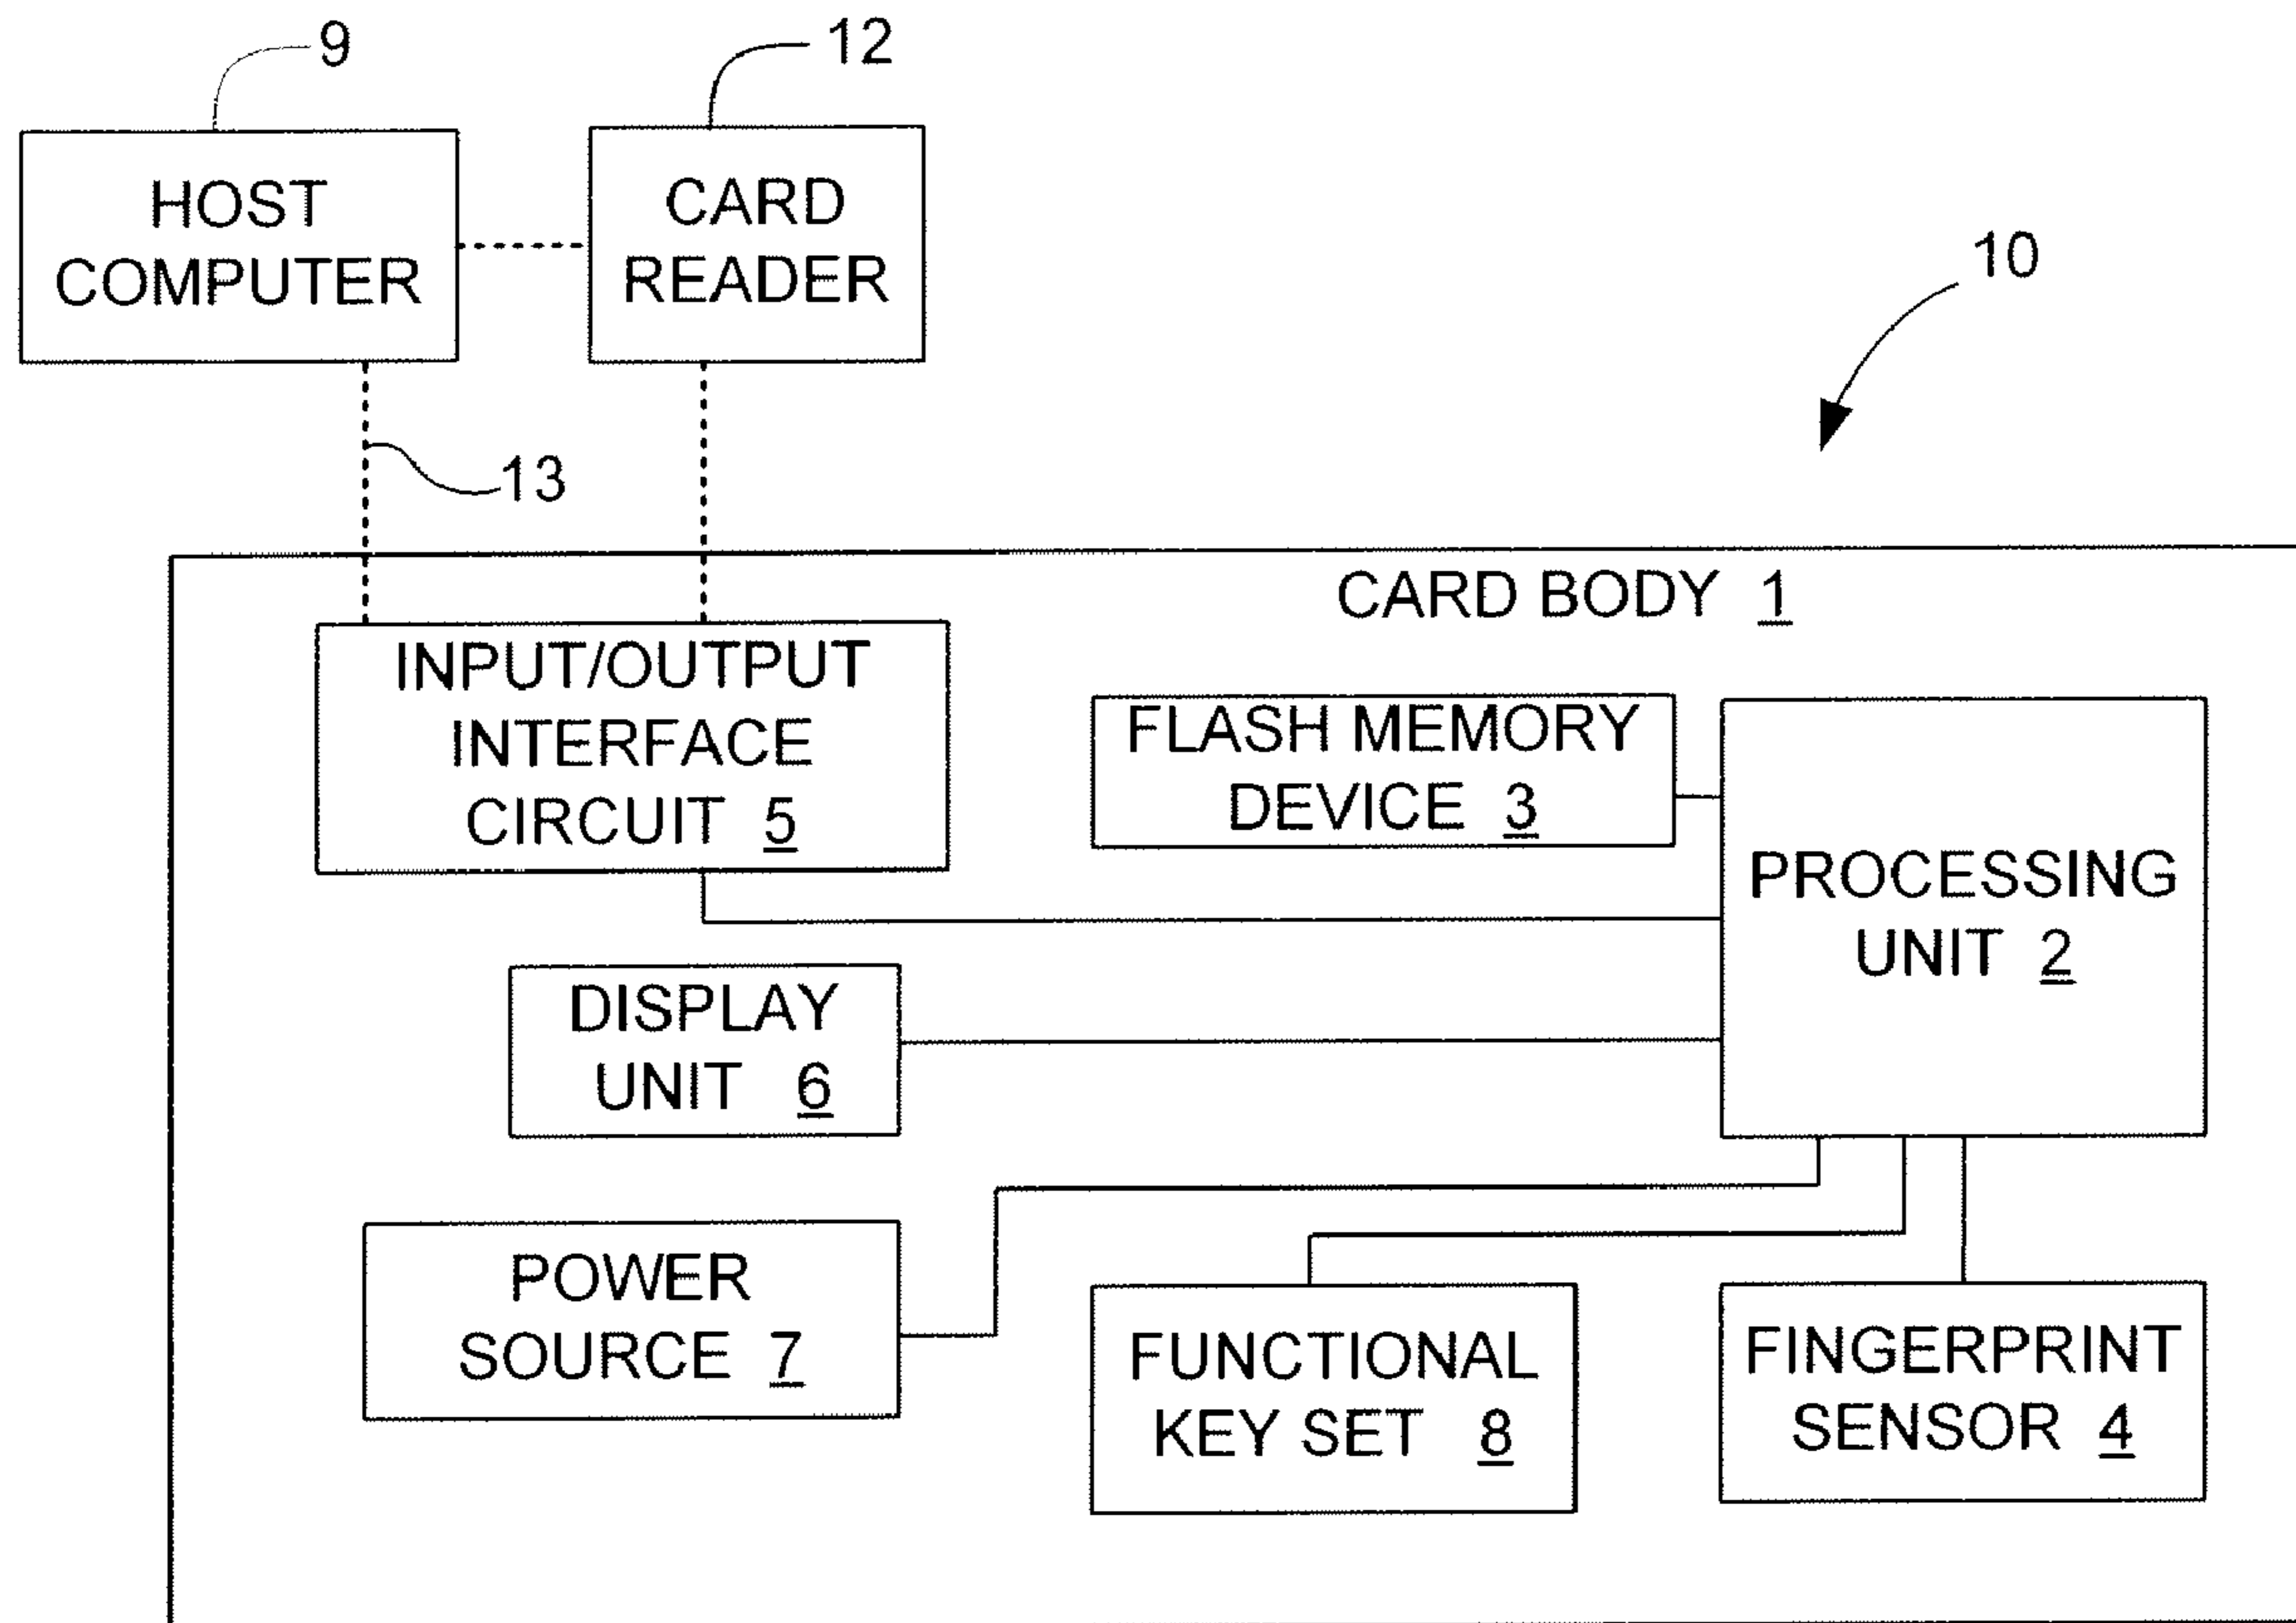 9
12
HOST
COMPUTER
CARD
READER
10
13
CARD BODY 1
INPUT/OUTPUT
INTERFACE
CIRCUIT 5
FLASH MEMORY
DEVICE 3
PROCESSING
UNIT 2
DISPLAY
UNIT 6
POWER
SOURCE 7
FUNCTIONAL
KEY SET 8
FINGERPRINT
SENSOR 4